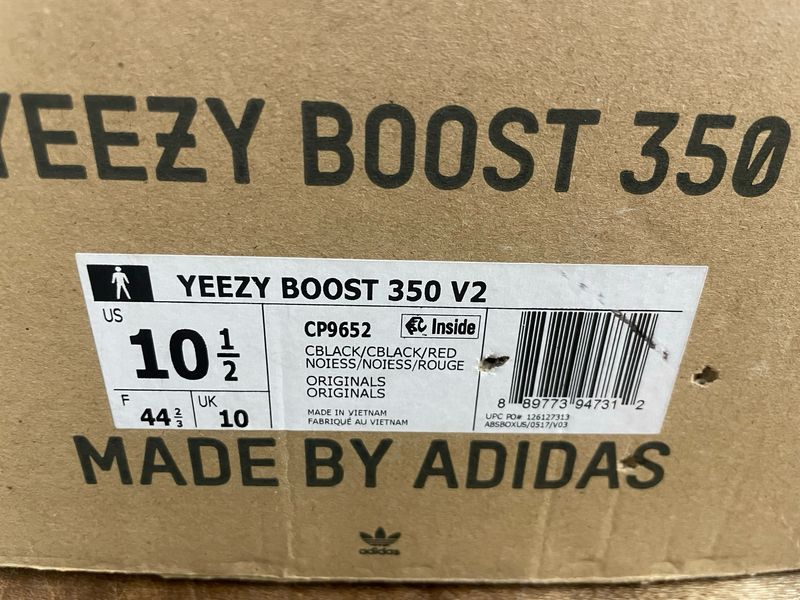 YEEZY BOOST 350
YEEZY BOOST 350 V2
US
10 1/2
F
44 2/3
UK
10
CP9652
Inside
CBLACK/CBLACK/RED
NOIESS/NOIESS/ROUGE
ORIGINALS
ORIGINALS
MADE IN VIETNAM
FABRIQUÉ AU VIETNAM
8 89773 94731 2
UPC PO# 126127313
ABSBOXUS/0517/V03
MADE BY ADIDAS
adidas